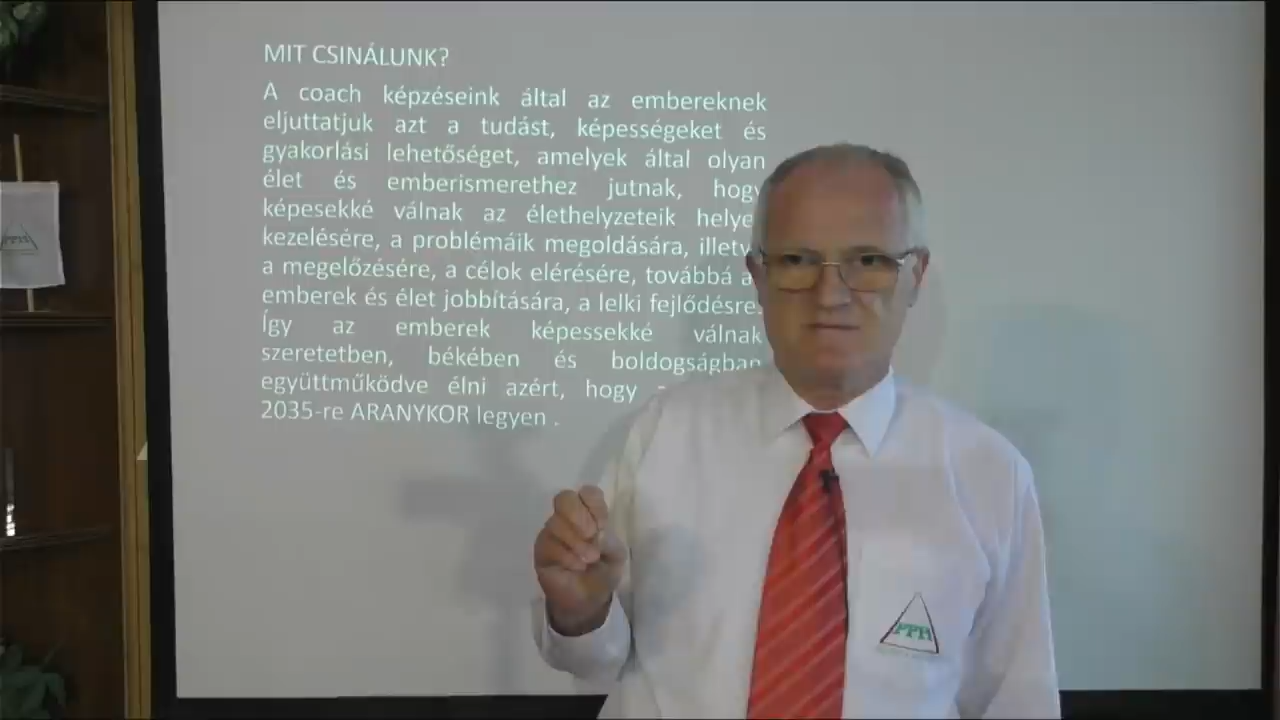 MIT CSINÁLUNK?
A coach képzéseink által az embereknek
eljuttatjuk azt a tudást, képességeket és
gyakorlási lehetőséget, amelyek által olyan
élet és emberismerethez jutnak, hogy
képesekké válnak az élethelyzeteik
kezelésére, a problémáik megoldására,
a megelőzésére, a célok elérésére, továbbá
emberek és élet jobbítására, a lelki fejlődésre.
Így az emberek képessekké válnak
szeretetben, békében és boldogságban
együttműködve élni azért, hogy
2035-re ARANYKOR legyen .